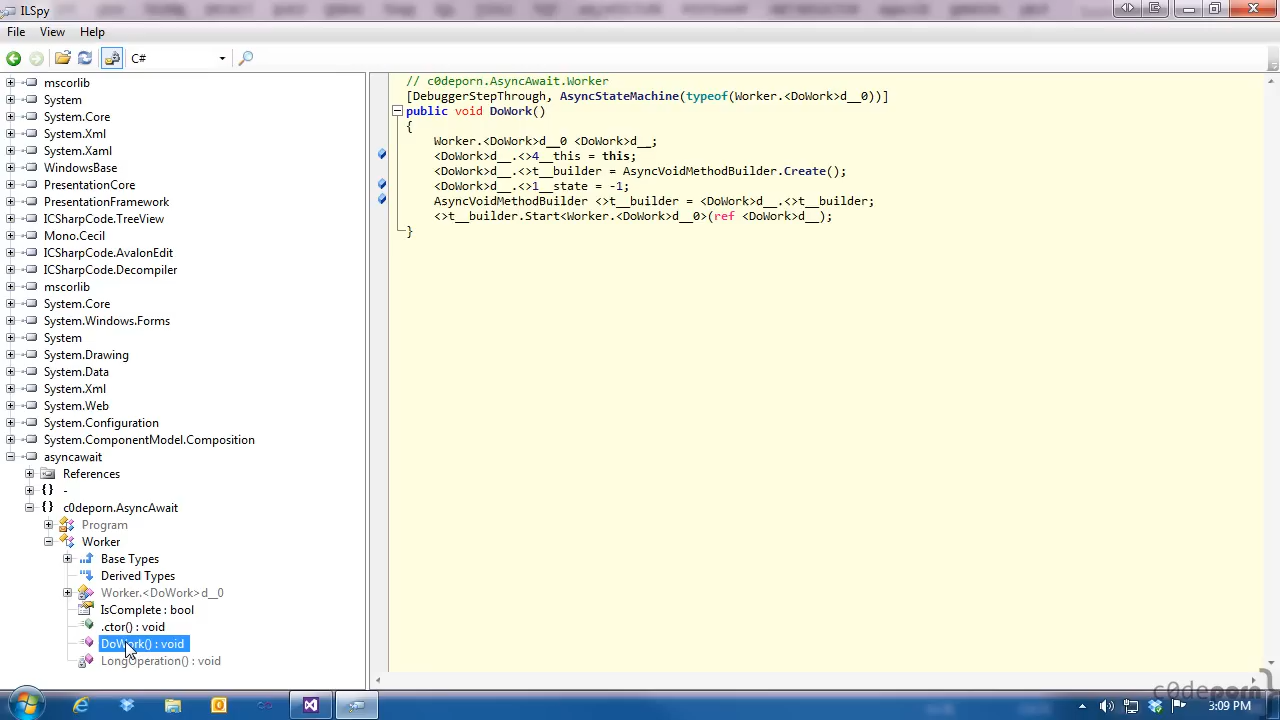 ILSpy
File View Help
C#
mscorlib
System
System.Core
System.Xml
System.Xaml
WindowsBase
PresentationCore
PresentationFramework
ICSharpCode.TreeView
Mono.Cecil
ICSharpCode.AvalonEdit
ICSharpCode.Decompiler
mscorlib
System.Core
System.Windows.Forms
System
System.Drawing
System.Data
System.Xml
System.Web
System.Configuration
System.ComponentModel.Composition
asyncawait
References
{} -
{} c0deporn.AsyncAwait
Program
Worker
Base Types
Derived Types
Worker.<DoWork>d__0
IsComplete : bool
.ctor() : void
DoWork() : void
LongOperation() : void
// c0deporn.AsyncAwait.Worker
[DebuggerStepThrough, AsyncStateMachine(typeof(Worker.<DoWork>d__0))]
public void DoWork()
{
Worker.<DoWork>d__0 <DoWork>d__;
<DoWork>d__.<>4__this = this;
<DoWork>d__.<>t__builder = AsyncVoidMethodBuilder.Create();
<DoWork>d__.<>1__state = -1;
AsyncVoidMethodBuilder <>t__builder = <DoWork>d__.<>t__builder;
<>t__builder.Start<Worker.<DoWork>d__0>(ref <DoWork>d__);
}
c0deporn}
3:09 PM